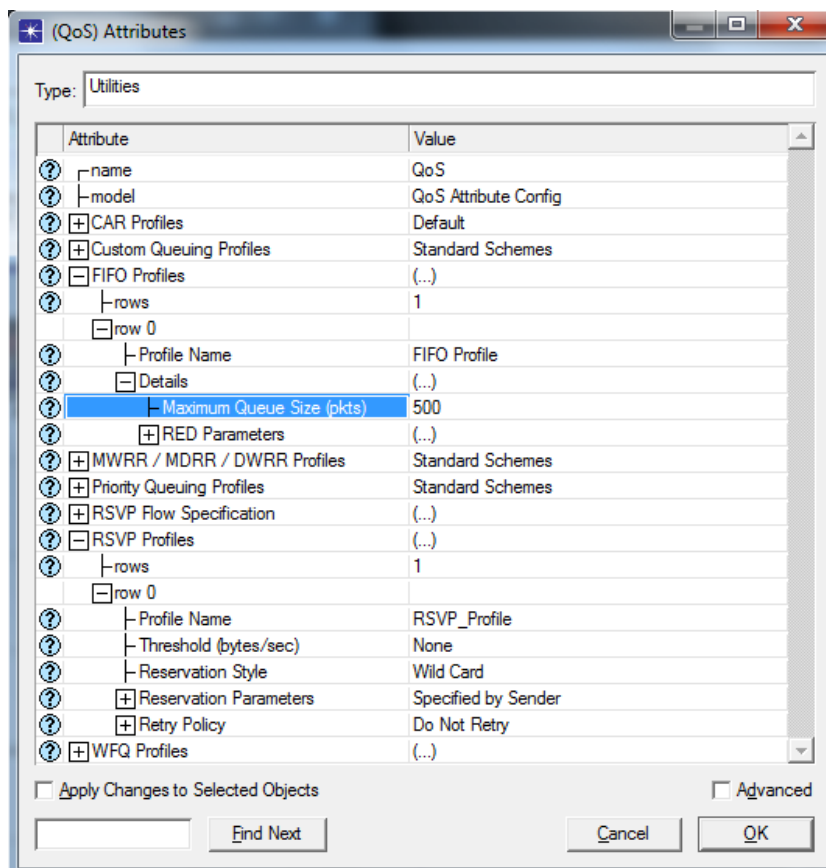 (QoS) Attributes
Type: Utilities
Attribute Value
name QoS
model QoS Attribute Config
CAR Profiles Default
Custom Queuing Profiles Standard Schemes
FIFO Profiles (...)
rows 1
row 0
Profile Name FIFO Profile
Details (...)
Maximum Queue Size (pkts) 500
RED Parameters (...)
MWRR / MDRR / DWRR Profiles Standard Schemes
Priority Queuing Profiles Standard Schemes
RSVP Flow Specification (...)
RSVP Profiles (...)
rows 1
row 0
Profile Name RSVP_Profile
Threshold (bytes/sec) None
Reservation Style Wild Card
Reservation Parameters Specified by Sender
Retry Policy Do Not Retry
WFQ Profiles (...)
Apply Changes to Selected Objects Advanced
Find Next Cancel OK